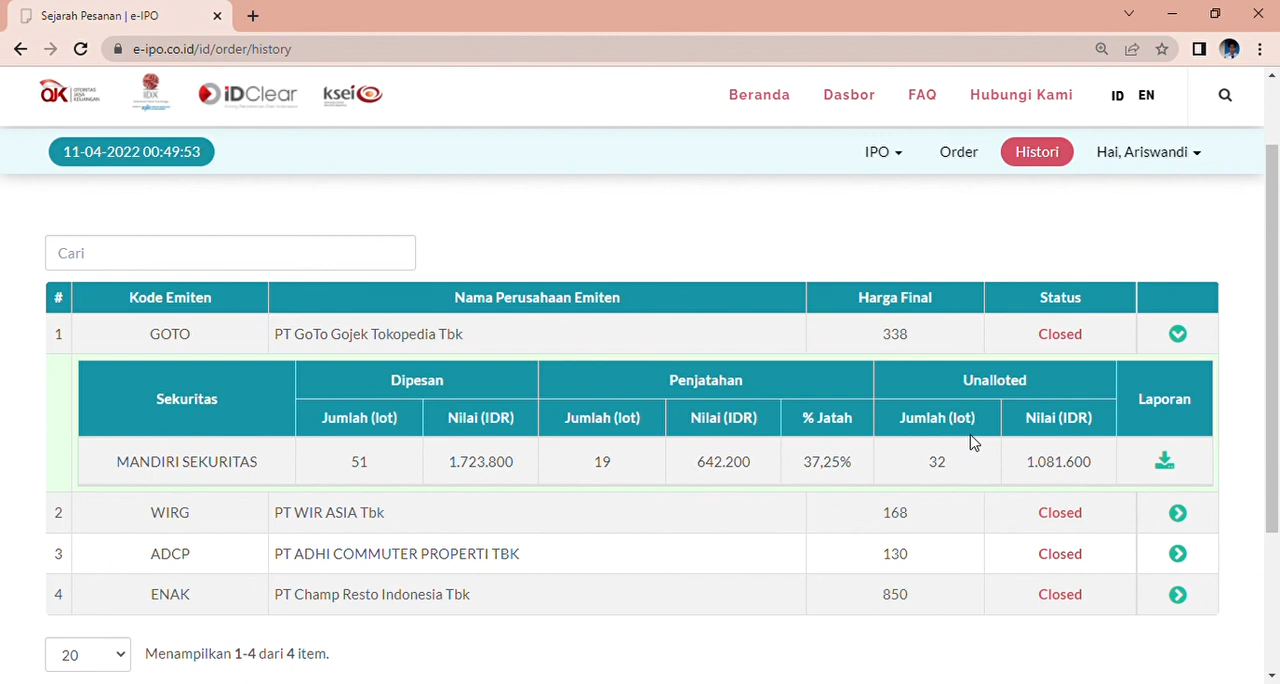 Sejarah Pesanan | e-IPO
e-ipo.co.id/id/order/history
OTORITAS
JASA
KEUANGAN
IDX
iDClear
ksei
Beranda Dasbor FAQ Hubungi Kami ID EN
11-04-2022 00:49:53 IPO Order Histori Hai, Ariswandi
Cari
# Kode Emiten Nama Perusahaan Emiten Harga Final Status
1 GOTO PT GoTo Gojek Tokopedia Tbk 338 Closed
Sekuritas Dipesan Penjatahan Unalloted Laporan
Jumlah (lot) Nilai (IDR) Jumlah (lot) Nilai (IDR) % Jatah Jumlah (lot) Nilai (IDR)
MANDIRI SEKURITAS 51 1.723.800 19 642.200 37,25% 32 1.081.600
2 WIRG PT WIR ASIA Tbk 168 Closed
3 ADCP PT ADHI COMMUTER PROPERTI TBK 130 Closed
4 ENAK PT Champ Resto Indonesia Tbk 850 Closed
20 Menampilkan 1-4 dari 4 item.